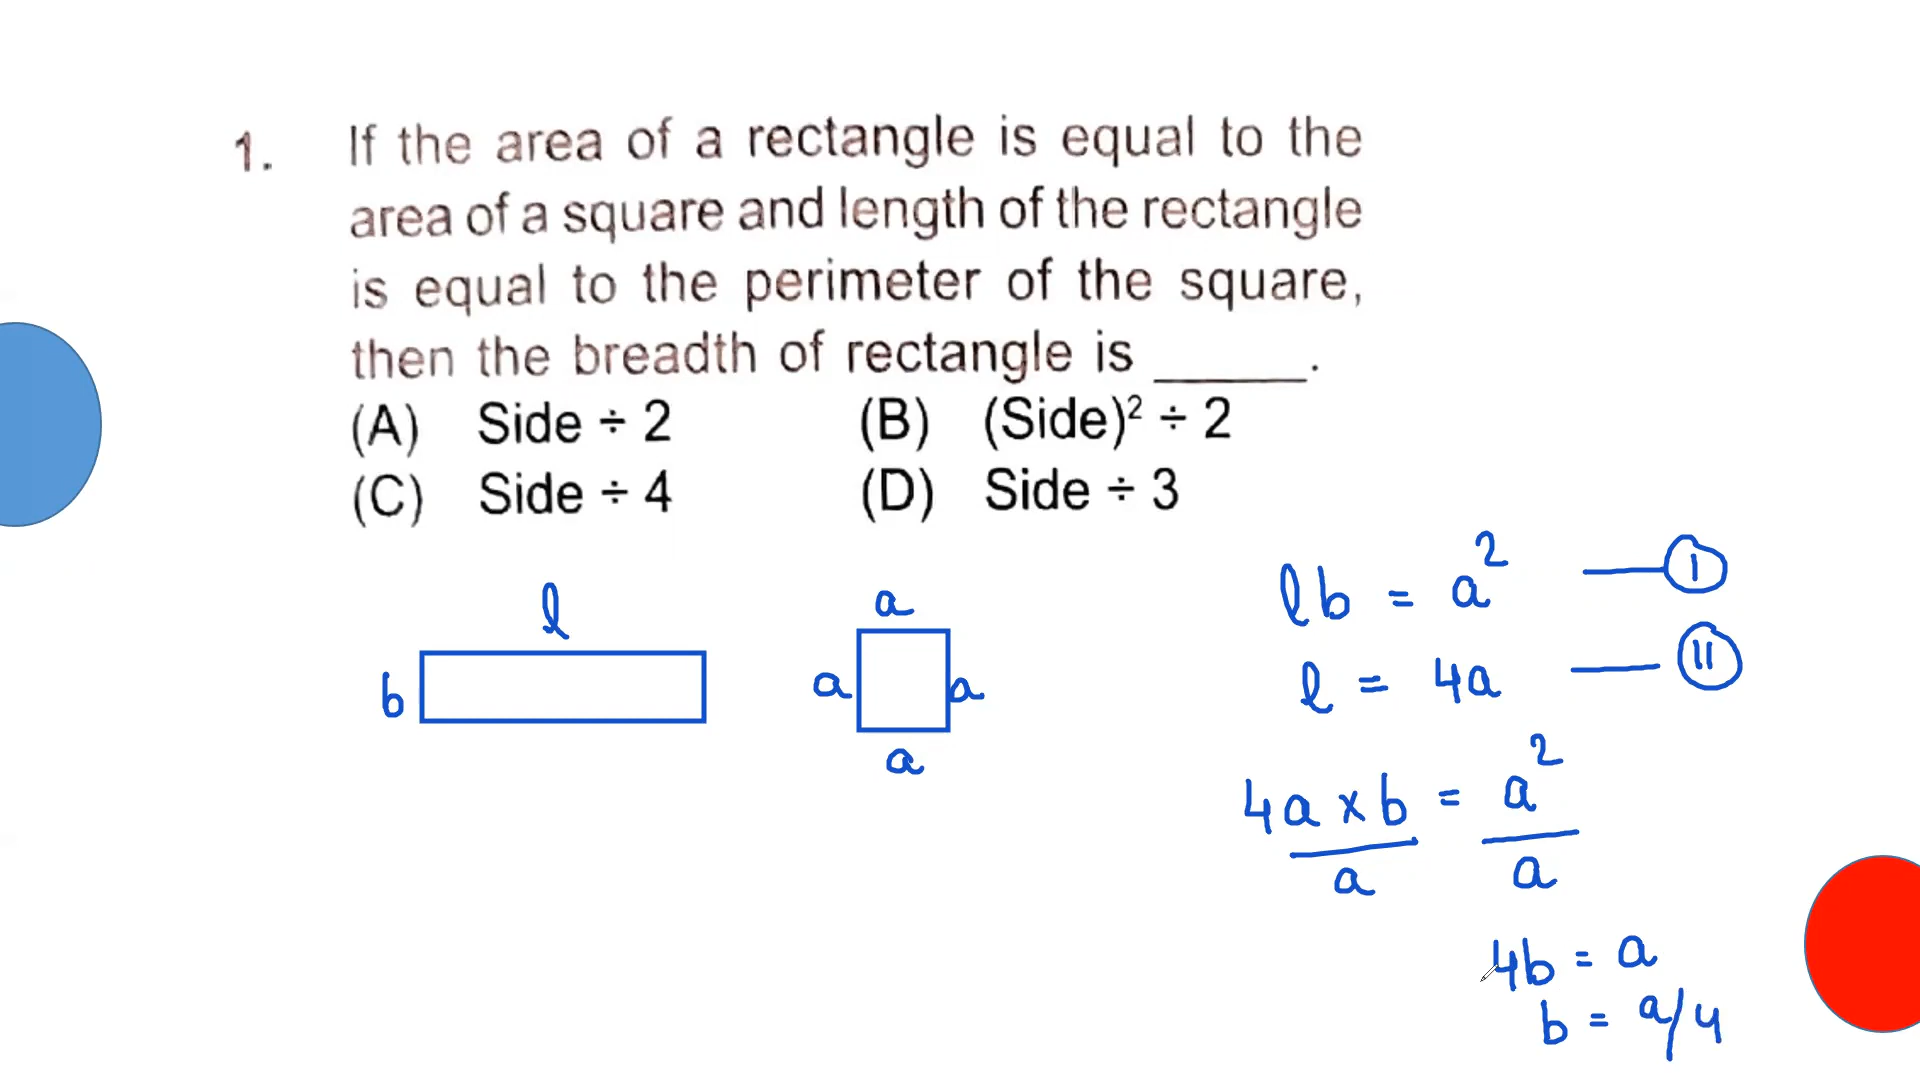 1. If the area of a rectangle is equal to the
area of a square and length of the rectangle
is equal to the perimeter of the square,
then the breadth of rectangle is _____.
(A) Side ÷ 2 (B) (Side)² ÷ 2
(C) Side ÷ 4 (D) Side ÷ 3
l
b
a
a a
a
lb = a² — I
l = 4a — II
4a × b = a²
a a
4b = a
b = a/4